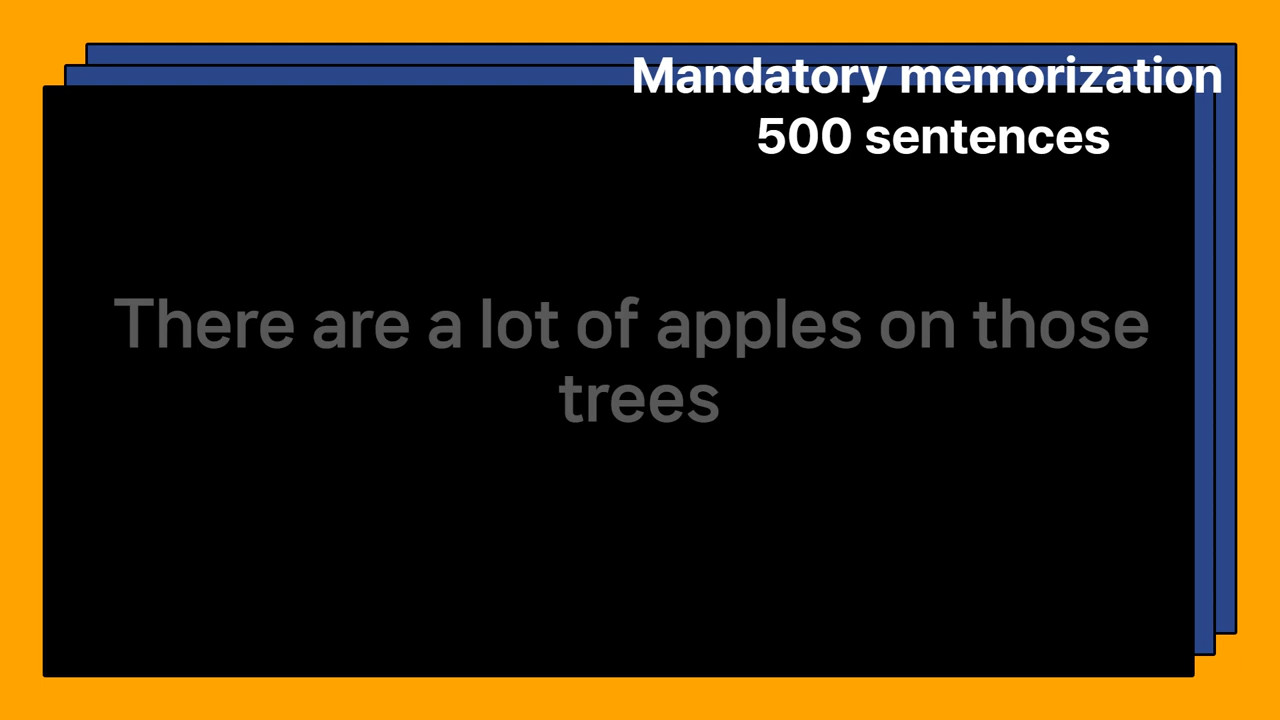 Mandatory memorization
500 sentences
There are a lot of apples on those
trees